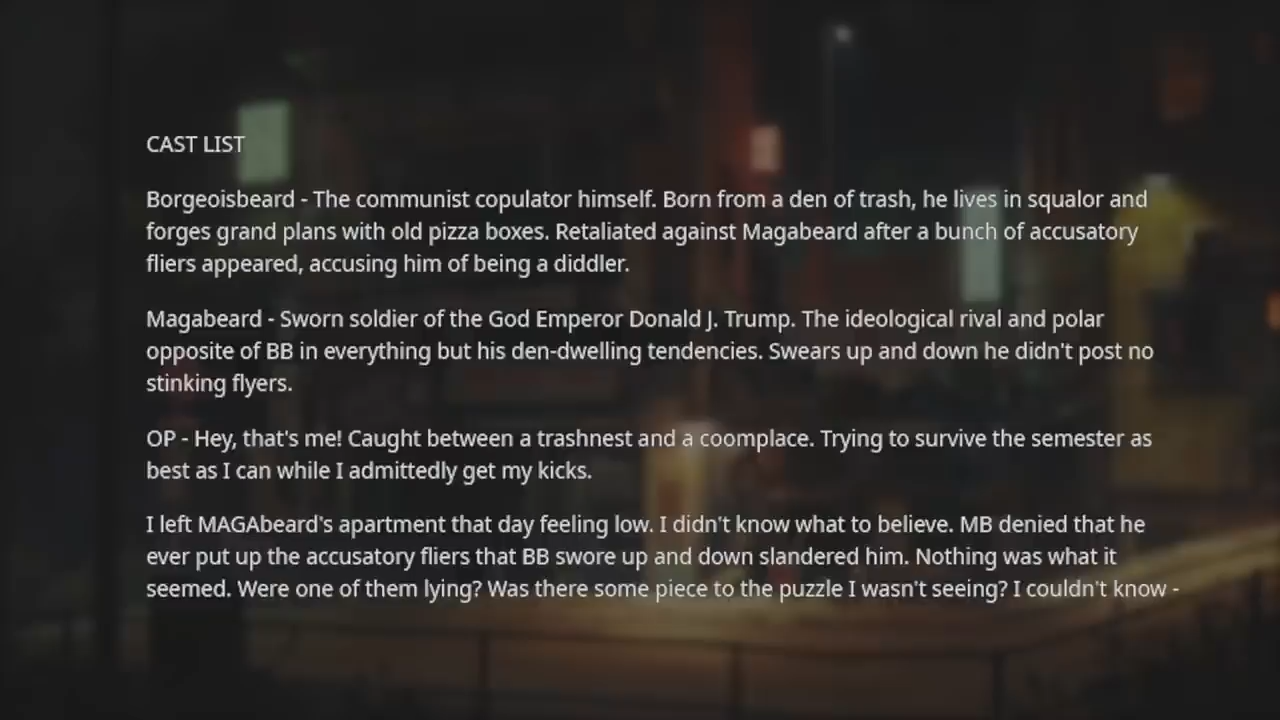 CAST LIST
Borgeoisbeard - The communist copulator himself. Born from a den of trash, he lives in squalor and
forges grand plans with old pizza boxes. Retaliated against Magabeard after a bunch of accusatory
fliers appeared, accusing him of being a diddler.
Magabeard - Sworn soldier of the God Emperor Donald J. Trump. The ideological rival and polar
opposite of BB in everything but his den-dwelling tendencies. Swears up and down he didn't post no
stinking flyers.
OP - Hey, that's me! Caught between a trashnest and a coomplace. Trying to survive the semester as
best as I can while I admittedly get my kicks.
I left MAGAbeard's apartment that day feeling low. I didn't know what to believe. MB denied that he
ever put up the accusatory fliers that BB swore up and down slandered him. Nothing was what it
seemed. Were one of them lying? Was there some piece to the puzzle I wasn't seeing? I couldn't know -